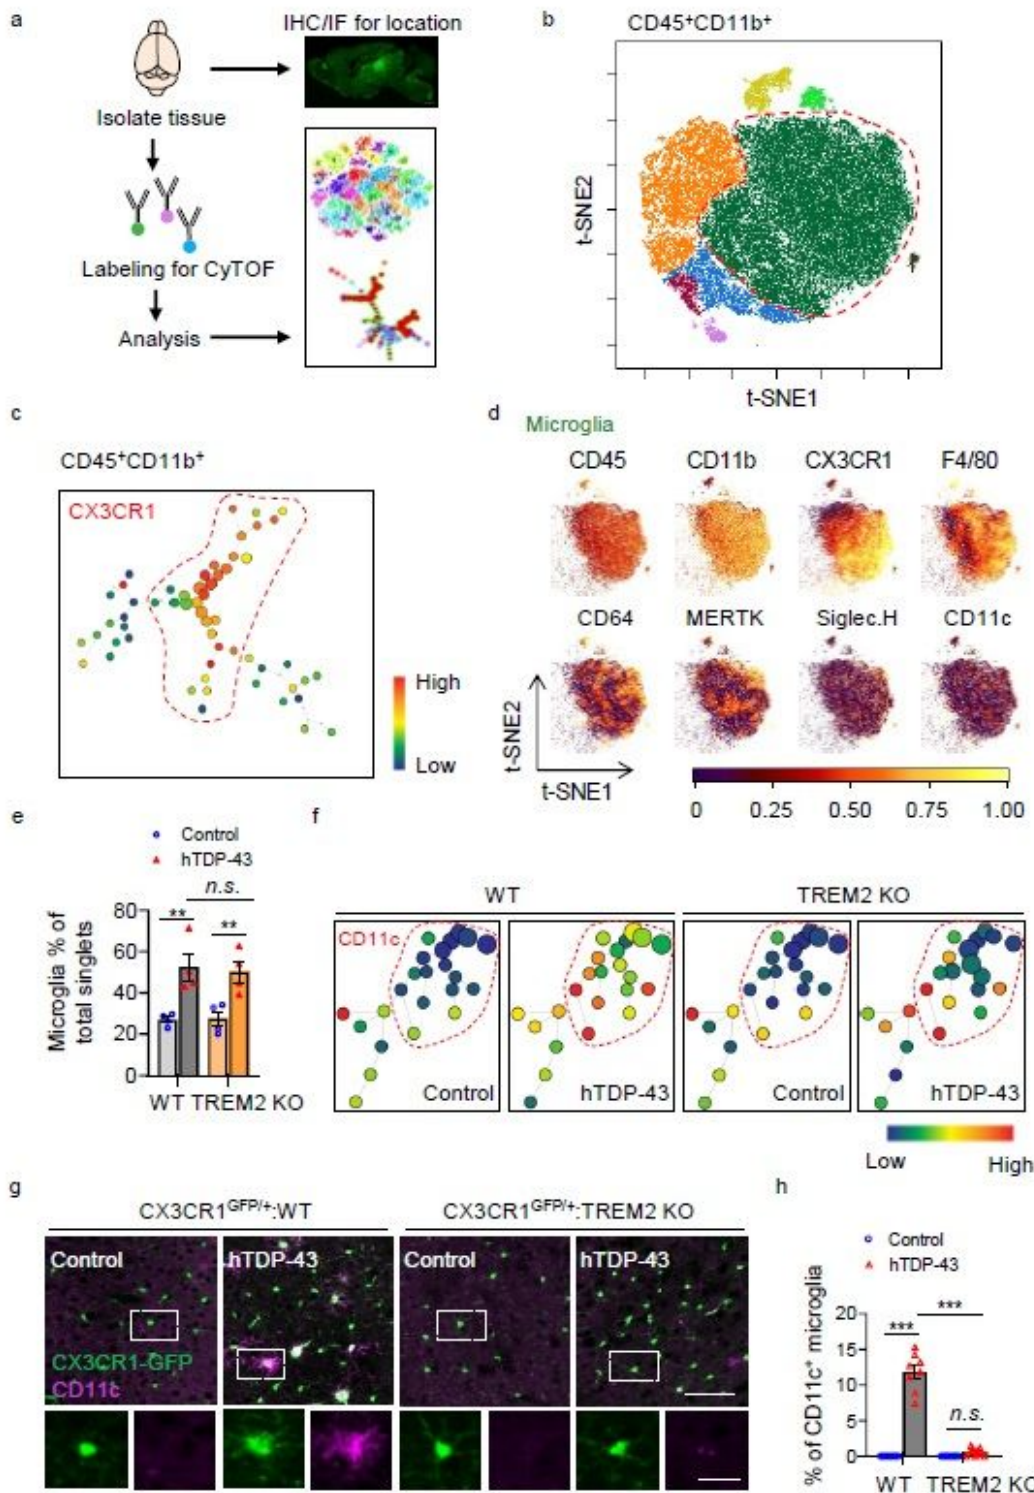 a
IHC/IF for location
Isolate tissue
Labeling for CyTOF
Analysis
b
CD45⁺CD11b⁺
t-SNE2
t-SNE1
c
CD45⁺CD11b⁺
CX3CR1
High
Low
d
Microglia
CD45 CD11b CX3CR1 F4/80
CD64 MERTK Siglec.H CD11c
t-SNE2
t-SNE1
0 0.25 0.50 0.75 1.00
e
Control
hTDP-43
n.s.
** **
Microglia % of
total singlets
80
60
40
20
0
WT TREM2 KO
f
WT TREM2 KO
CD11c
Control hTDP-43 Control hTDP-43
Low High
g
CX3CR1ᴳᶠᴾ/⁺:WT CX3CR1ᴳᶠᴾ/⁺:TREM2 KO
Control hTDP-43 Control hTDP-43
CX3CR1-GFP
CD11c
h
Control
hTDP-43
% of CD11c⁺ microglia
20
15
10
5
0
***
***
n.s.
WT TREM2 KO